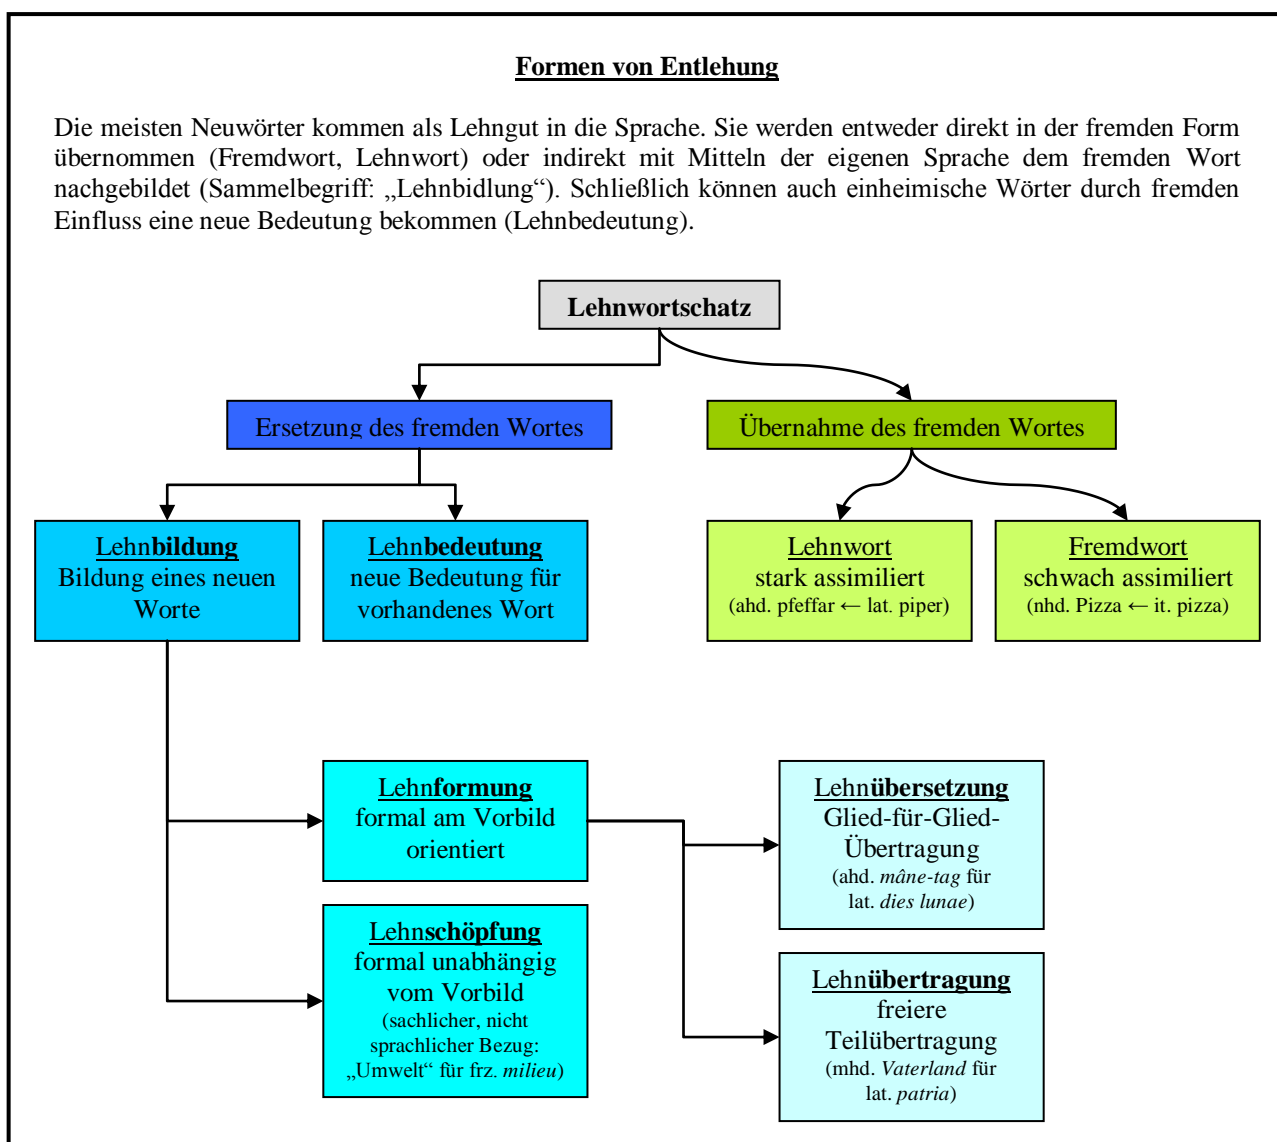 Formen von Entlehung
Die meisten Neuwörter kommen als Lehngut in die Sprache. Sie werden entweder direkt in der fremden Form
übernommen (Fremdwort, Lehnwort) oder indirekt mit Mitteln der eigenen Sprache dem fremden Wort
nachgebildet (Sammelbegriff: „Lehnbidlung“). Schließlich können auch einheimische Wörter durch fremden
Einfluss eine neue Bedeutung bekommen (Lehnbedeutung).
Lehnwortschatz
Ersetzung des fremden Wortes
Übernahme des fremden Wortes
Lehnbildung
Bildung eines neuen
Worte
Lehnbedeutung
neue Bedeutung für
vorhandenes Wort
Lehnwort
stark assimiliert
(ahd. pfeffar ← lat. piper)
Fremdwort
schwach assimiliert
(nhd. Pizza ← it. pizza)
Lehnformung
formal am Vorbild
orientiert
Lehnübersetzung
Glied-für-Glied-
Übertragung
(ahd. mâne-tag für
lat. dies lunae)
Lehnschöpfung
formal unabhängig
vom Vorbild
(sachlicher, nicht
sprachlicher Bezug:
„Umwelt“ für frz. milieu)
Lehnübertragung
freiere
Teilübertragung
(mhd. Vaterland für
lat. patria)